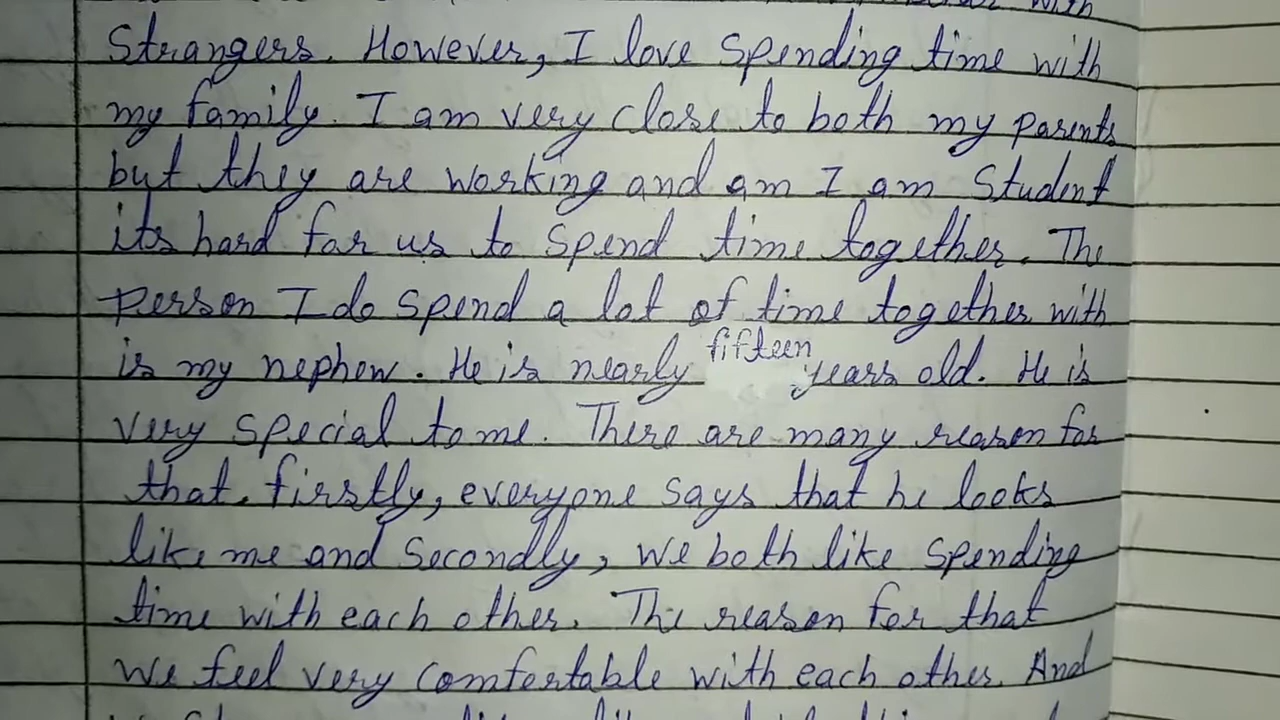 with
Strangers. However, I love Spending time with
my family. I am very close to both my parents
but they are working and am I am Student
its hard for us to spend time together. The
person I do spend a lot of time together with
is my nephew. He is nearly fifteen years old. He is
very special to me. There are many reason for
that. firstly, everyone says that he looks
like me and Secondly, we both like spending
time with each other. The reason for that
we feel very comfortable with each other. And